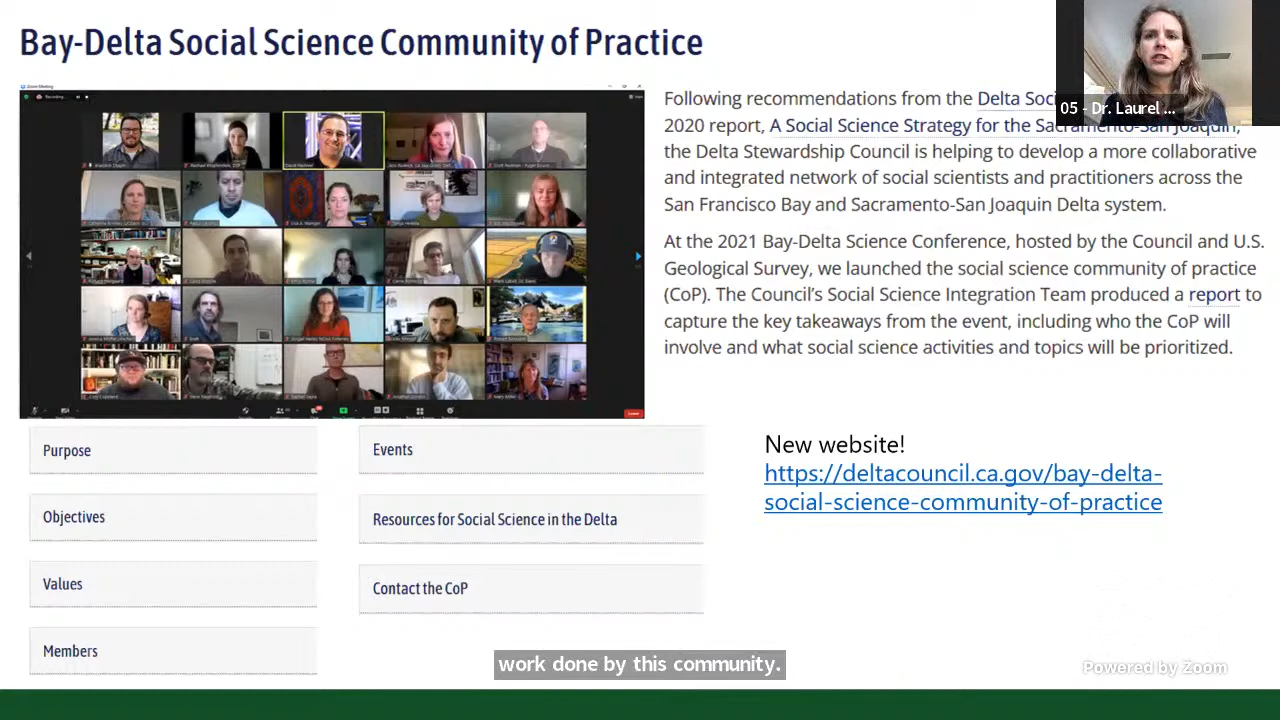 Bay-Delta Social Science Community of Practice
05 - Dr. Laurel ...
Following recommendations from the Delta Soci
2020 report, A Social Science Strategy for the Sacramento-San Joaquin,
the Delta Stewardship Council is helping to develop a more collaborative
and integrated network of social scientists and practitioners across the
San Francisco Bay and Sacramento-San Joaquin Delta system.
At the 2021 Bay-Delta Science Conference, hosted by the Council and U.S.
Geological Survey, we launched the social science community of practice
(CoP). The Council's Social Science Integration Team produced a report to
capture the key takeaways from the event, including who the CoP will
involve and what social science activities and topics will be prioritized.
Purpose
Objectives
Values
Members
Events
Resources for Social Science in the Delta
Contact the CoP
New website!
https://deltacouncil.ca.gov/bay-delta-
social-science-community-of-practice
work done by this community.
Powered by Zoom